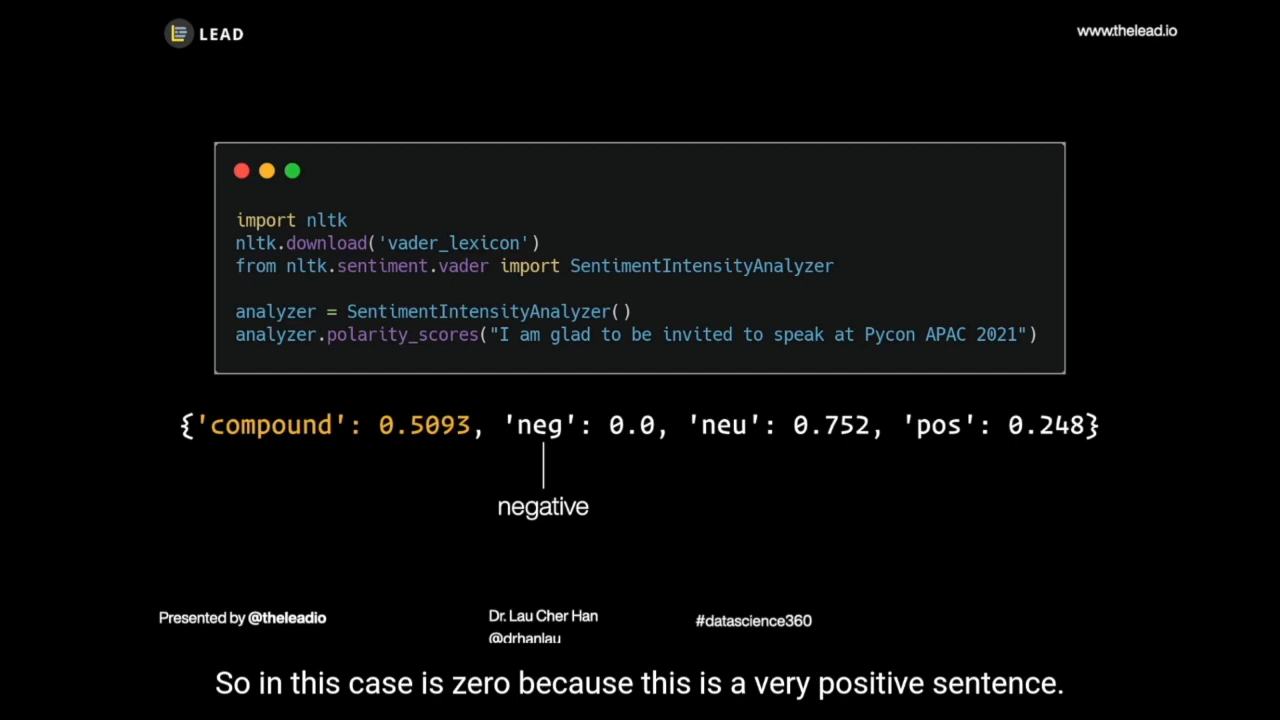 LEAD
www.thelead.io
import nltk
nltk.download('vader_lexicon')
from nltk.sentiment.vader import SentimentIntensityAnalyzer
analyzer = SentimentIntensityAnalyzer()
analyzer.polarity_scores("I am glad to be invited to speak at Pycon APAC 2021")
{'compound': 0.5093, 'neg': 0.0, 'neu': 0.752, 'pos': 0.248}
negative
Presented by @theleadio
Dr. Lau Cher Han
@drhanlau
#datascience360
So in this case is zero because this is a very positive sentence.